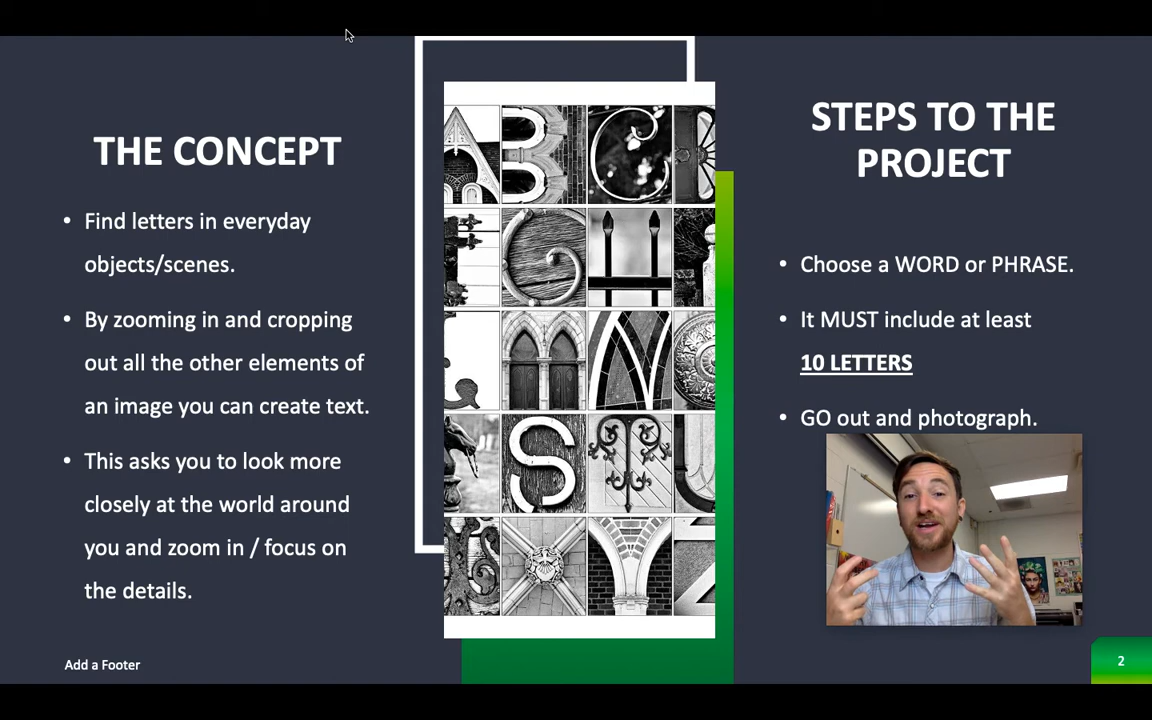 THE CONCEPT
• Find letters in everyday
objects/scenes.
• By zooming in and cropping
out all the other elements of
an image you can create text.
• This asks you to look more
closely at the world around
you and zoom in / focus on
the details.
Add a Footer
STEPS TO THE
PROJECT
• Choose a WORD or PHRASE.
• It MUST include at least
10 LETTERS
• GO out and photograph.
2